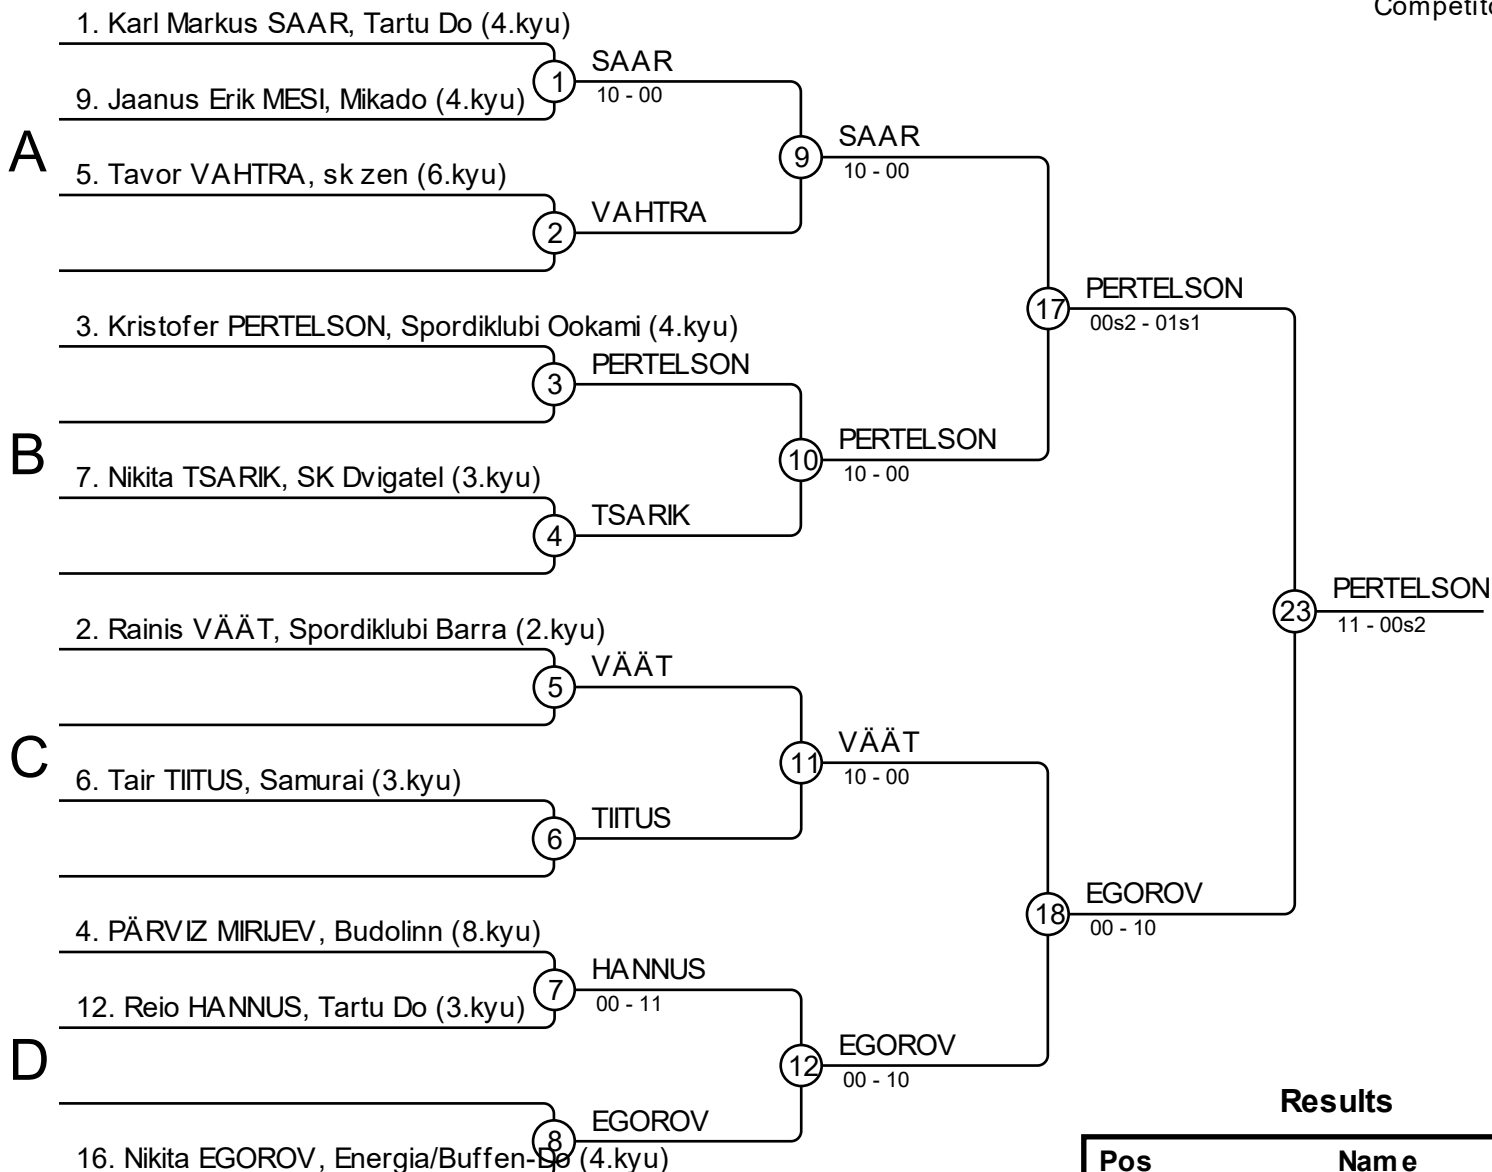 Competito
1. Karl Markus SAAR, Tartu Do (4.kyu)
SAAR
1
10 - 00
9. Jaanus Erik MESI, Mikado (4.kyu)
A
SAAR
9
10 - 00
5. Tavor VAHTRA, sk zen (6.kyu)
VAHTRA
2
PERTELSON
17
00s2 - 01s1
3. Kristofer PERTELSON, Spordiklubi Ookami (4.kyu)
PERTELSON
3
B
PERTELSON
10
10 - 00
7. Nikita TSARIK, SK Dvigatel (3.kyu)
TSARIK
4
PERTELSON
23
11 - 00s2
2. Rainis VÄÄT, Spordiklubi Barra (2.kyu)
VÄÄT
5
C
VÄÄT
11
10 - 00
6. Tair TIITUS, Samurai (3.kyu)
TIITUS
6
EGOROV
18
00 - 10
4. PÄRVIZ MIRIJEV, Budolinn (8.kyu)
HANNUS
7
00 - 11
12. Reio HANNUS, Tartu Do (3.kyu)
D
EGOROV
12
00 - 10
EGOROV
8
16. Nikita EGOROV, Energia/Buffen-Do (4.kyu)
Results
Pos Name